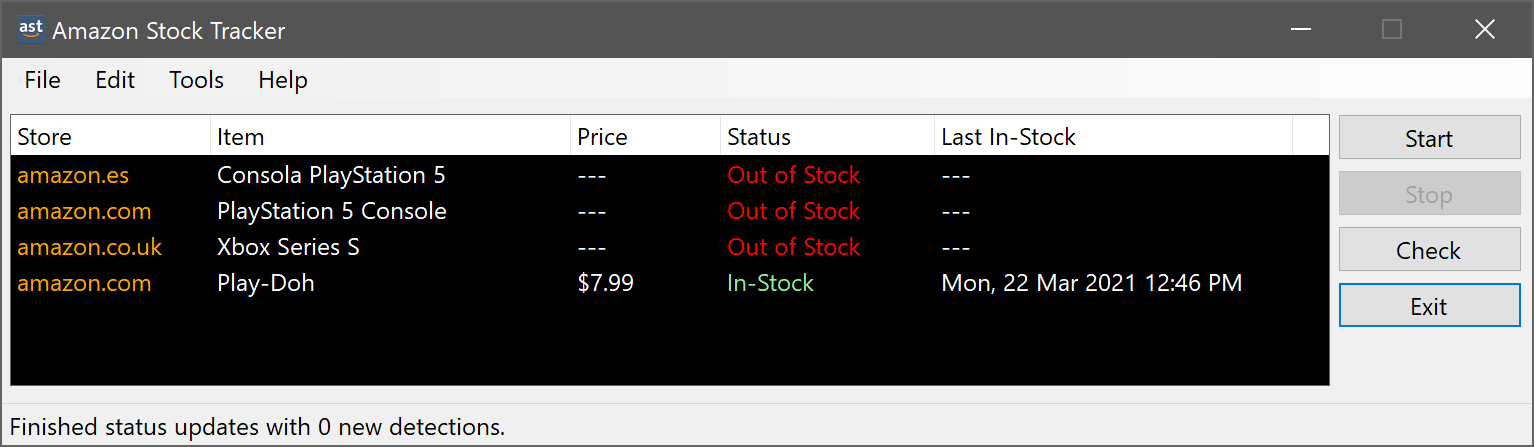 ast Amazon Stock Tracker
File Edit Tools Help
Store Item Price Status Last In-Stock
amazon.es Consola PlayStation 5 --- Out of Stock ---
amazon.com PlayStation 5 Console --- Out of Stock ---
amazon.co.uk Xbox Series S --- Out of Stock ---
amazon.com Play-Doh $7.99 In-Stock Mon, 22 Mar 2021 12:46 PM
Start
Stop
Check
Exit
Finished status updates with 0 new detections.